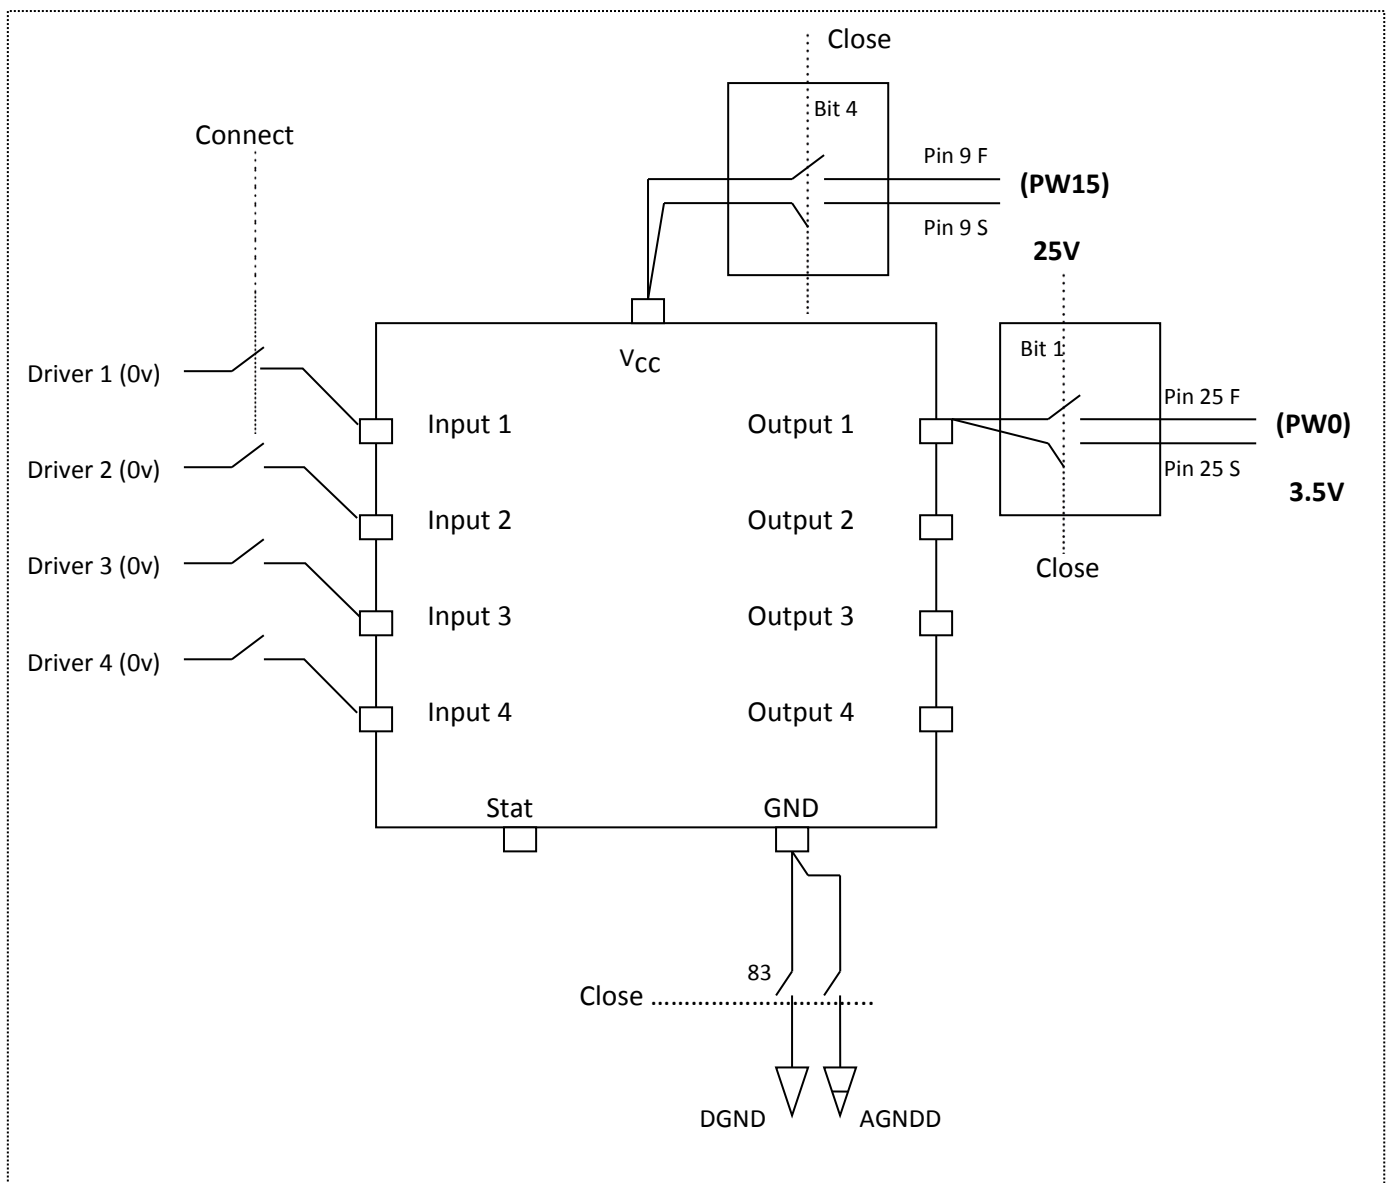 Close
Bit 4
Connect
Pin 9 F
(PW15)
Pin 9 S
25V
VCC
Bit 1
Driver 1 (0v)
Pin 25 F
Input 1
Output 1
(PW0)
Driver 2 (0v)
Pin 25 S
3.5V
Input 2
Output 2
Driver 3 (0v)
Close
Input 3
Output 3
Driver 4 (0v)
Input 4
Output 4
Stat
GND
83
Close
DGND
AGNDD